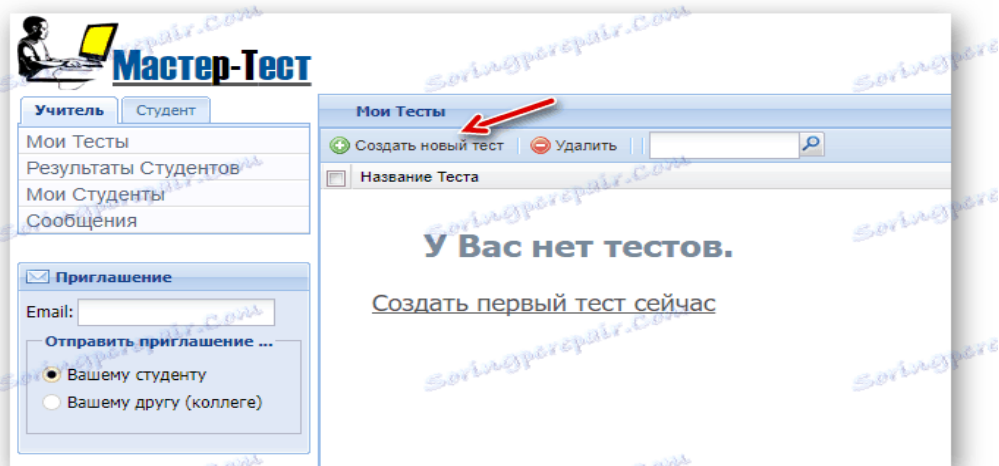 Мастер-Тест
Учитель Студент
Мои Тесты
Результаты Студентов
Мои Студенты
Сообщения
Приглашение
Email:
Отправить приглашение ...
Вашему студенту
Вашему другу (коллеге)
Мои Тесты
Создать новый тест Удалить
Название Теста
У Вас нет тестов.
Создать первый тест сейчас